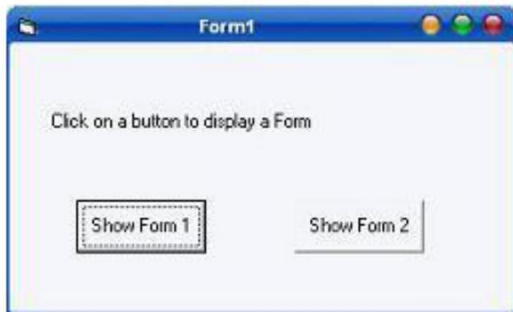 Form1
Click on a button to display a Form
Show Form 1
Show Form 2